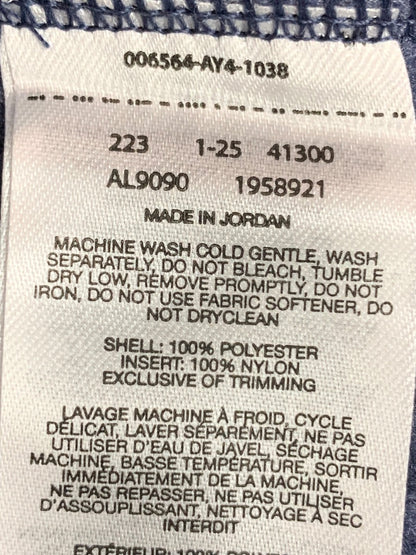 006564-AY4-1038
223 1-25 41300
AL9090 1958921
MADE IN JORDAN
MACHINE WASH COLD GENTLE, WASH
SEPARATELY, DO NOT BLEACH, TUMBLE
DRY LOW, REMOVE PROMPTLY, DO NOT
IRON, DO NOT USE FABRIC SOFTENER, DO
NOT DRYCLEAN
SHELL: 100% POLYESTER
INSERT: 100% NYLON
EXCLUSIVE OF TRIMMING
LAVAGE MACHINE À FROID, CYCLE
DÉLICAT, LAVER SÉPARÉMENT, NE PAS
UTILISER D'EAU DE JAVEL, SÉCHAGE
MACHINE, BASSE TEMPÉRATURE, SORTIR
IMMÉDIATEMENT DE LA MACHINE,
NE PAS REPASSER, NE PAS UTILISER
D'ASSOUPLISSANT, NETTOYAGE À SEC
INTERDIT
EXTÉRIEUR: 100%